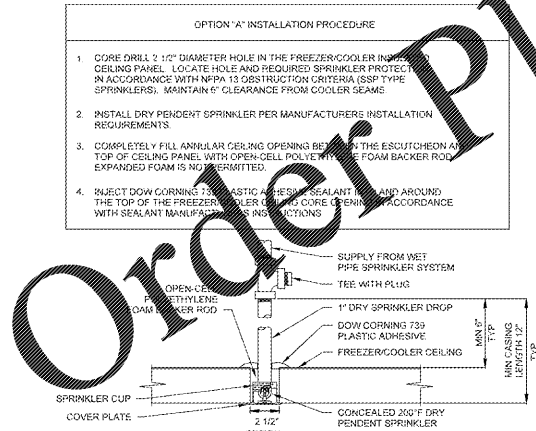 OPTION "A" INSTALLATION PROCEDURE
1. CORE DRILL 2 1/2" DIAMETER HOLE IN THE FREEZER/COOLER
CEILING PANEL. LOCATE HOLE AND REQUIRED SPRINKLER
IN ACCORDANCE WITH NFPA 13 OBSTRUCTION CRITERIA (SSP TYPE
SPRINKLERS). MAINTAIN 6" CLEARANCE FROM COOLER SEAMS.
2. INSTALL DRY PENDENT SPRINKLER PER MANUFACTURERS INSTALLATION
REQUIREMENTS.
3. COMPLETELY FILL ANNULAR CEILING OPENING BETWEEN THE ESCUTCHEON
TOP OF CEILING PANEL WITH OPEN-CELL POLYETHYLENE FOAM BACKER ROD
EXPANDED FOAM IS NOT PERMITTED.
4. INJECT DOW CORNING 739 PLASTIC ADHESIVE SEALANT AND AROUND
THE TOP OF THE FREEZER/COOLER CEILING CORE OPENING IN ACCORDANCE
WITH SEALANT MANUFACTURERS INSTRUCTIONS
Order
SUPPLY FROM WET
PIPE SPRINKLER SYSTEM
TEE WITH PLUG
OPEN-CELL
POLYETHYLENE
FOAM BACKER ROD
1" DRY SPRINKLER DROP
DOW CORNING 739
PLASTIC ADHESIVE
FREEZER/COOLER CEILING
MIN 6"
TYP
MIN CASING
LENGTH 12"
TYP
SPRINKLER CUP
COVER PLATE
2 1/2"
CONCEALED 200°F DRY
PENDENT SPRINKLER